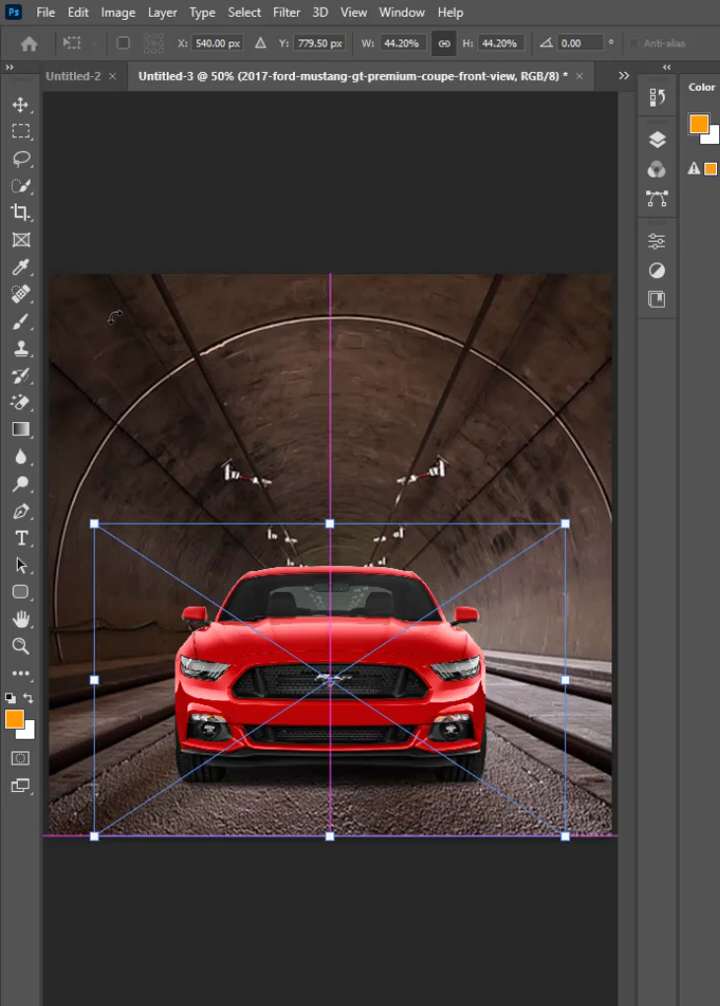 Ps File Edit Image Layer Type Select Filter 3D View Window Help
X: 540.00 px Y: 779.50 px W: 44.20% H: 44.20% 0.00 ° Anti-alias
Untitled-2 × Untitled-3 @ 50% (2017-ford-mustang-gt-premium-coupe-front-view, RGB/8) * ×
Color